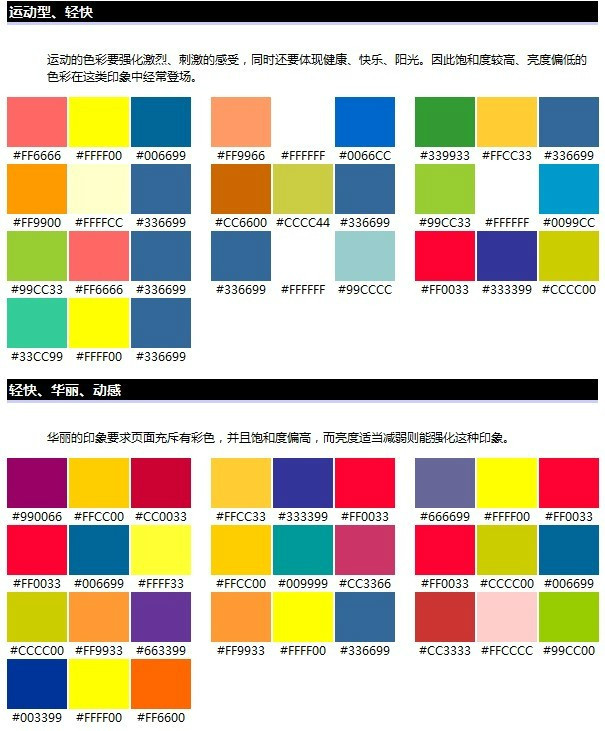 运动型、轻快
运动的色彩要强化激烈、刺激的感受，同时还要体现健康、快乐、阳光。因此饱和度较高、亮度偏低的
色彩在这类印象中经常登场。
#FF6666 #FFFF00 #006699 #FF9966 #FFFFFF #0066CC #339933 #FFCC33 #336699
#FF9900 #FFFFCC #336699 #CC6600 #CCCC44 #336699 #99CC33 #FFFFFF #0099CC
#99CC33 #FF6666 #336699 #336699 #FFFFFF #99CCCC #FF0033 #333399 #CCCC00
#33CC99 #FFFF00 #336699
轻快、华丽、动感
华丽的印象要求页面充斥有彩色，并且饱和度偏高，而亮度适当减弱则能强化这种印象。
#990066 #FFCC00 #CC0033 #FFCC33 #333399 #FF0033 #666699 #FFFF00 #FF0033
#FF0033 #006699 #FFFF33 #FFCC00 #009999 #CC3366 #FF0033 #CCCC00 #006699
#CCCC00 #FF9933 #663399 #FF9933 #FFFF00 #336699 #CC3333 #FFCCCC #99CC00
#003399 #FFFF00 #FF6600